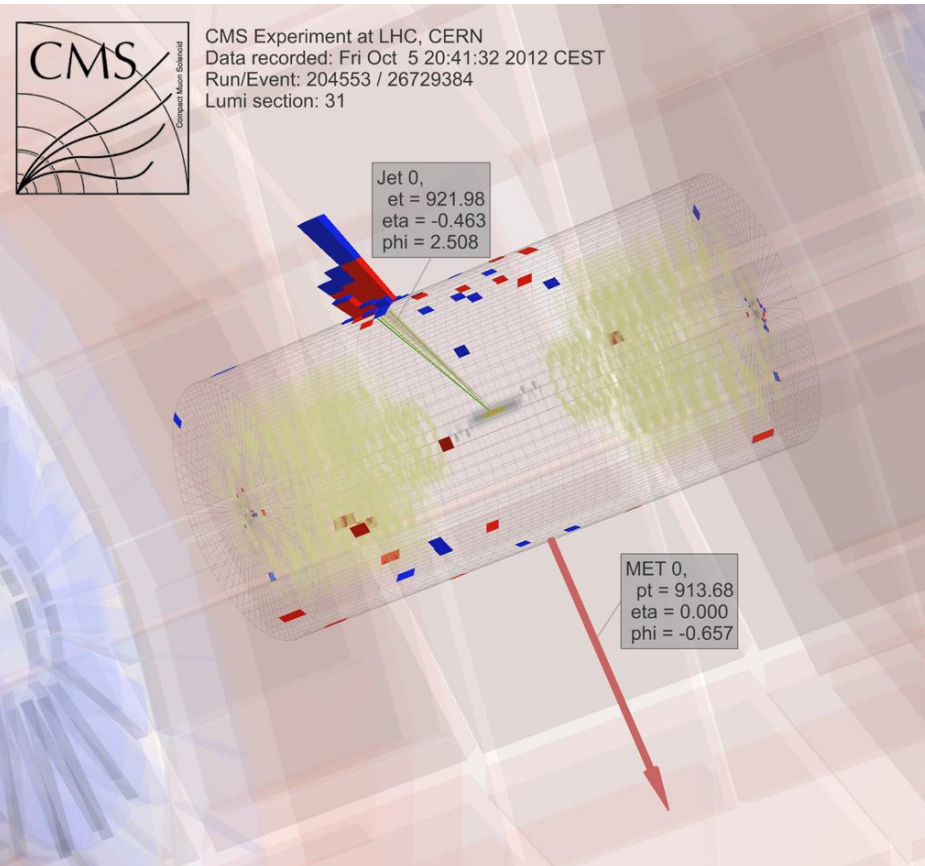 CMS
Compact Muon Solenoid
CMS Experiment at LHC, CERN
Data recorded: Fri Oct 5 20:41:32 2012 CEST
Run/Event: 204553 / 26729384
Lumi section: 31
Jet 0,
et = 921.98
eta = -0.463
phi = 2.508
MET 0,
pt = 913.68
eta = 0.000
phi = -0.657